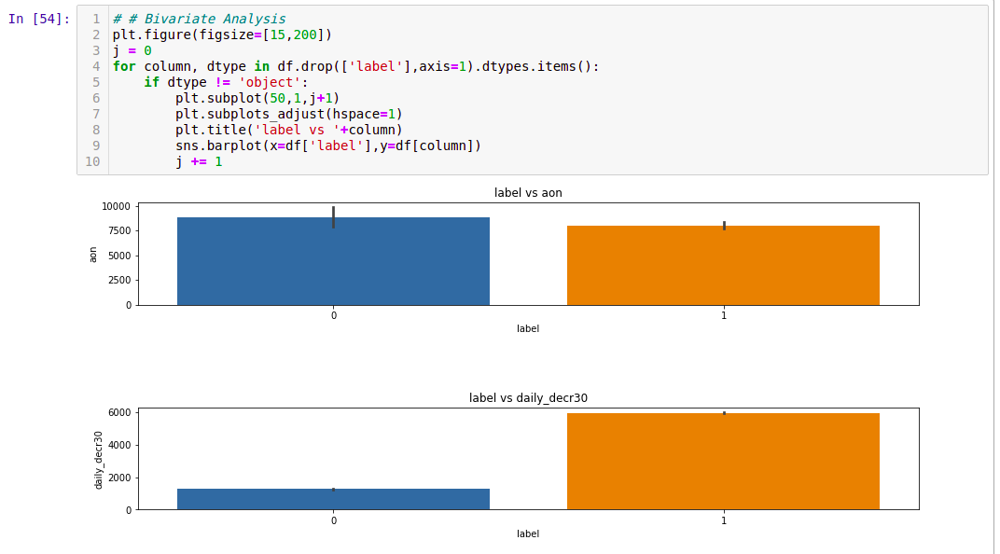 In [54]:
1 # # Bivariate Analysis
2 plt.figure(figsize=[15,200])
3 j = 0
4 for column, dtype in df.drop(['label'],axis=1).dtypes.items():
5     if dtype != 'object':
6         plt.subplot(50,1,j+1)
7         plt.subplots_adjust(hspace=1)
8         plt.title('label vs '+column)
9         sns.barplot(x=df['label'],y=df[column])
10         j += 1
label vs aon
10000
7500
5000
2500
0
aon
0 1
label
label vs daily_decr30
6000
4000
2000
0
daily_decr30
0 1
label